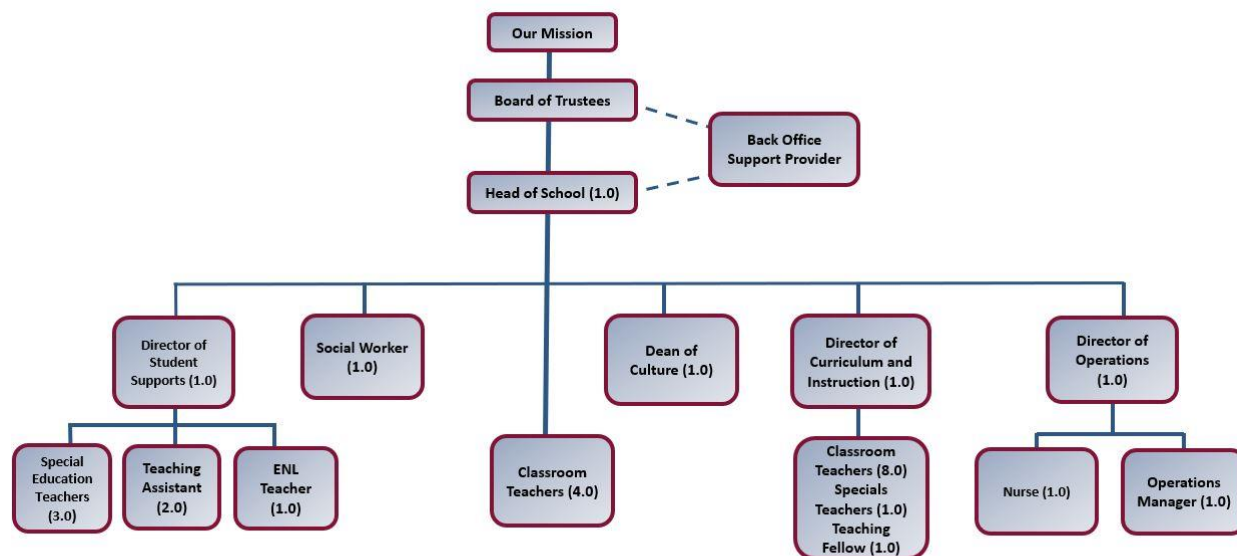 Our Mission
Board of Trustees
Back Office
Support Provider
Head of School (1.0)
Director of
Student
Supports (1.0)
Social Worker
(1.0)
Dean of
Culture (1.0)
Director of
Curriculum and
Instruction (1.0)
Director of
Operations
(1.0)
Special
Education
Teachers
(3.0)
Teaching
Assistant
(2.0)
ENL
Teacher
(1.0)
Classroom
Teachers (4.0)
Classroom
Teachers (8.0)
Specials
Teachers (1.0)
Teaching
Fellow (1.0)
Nurse (1.0)
Operations
Manager (1.0)